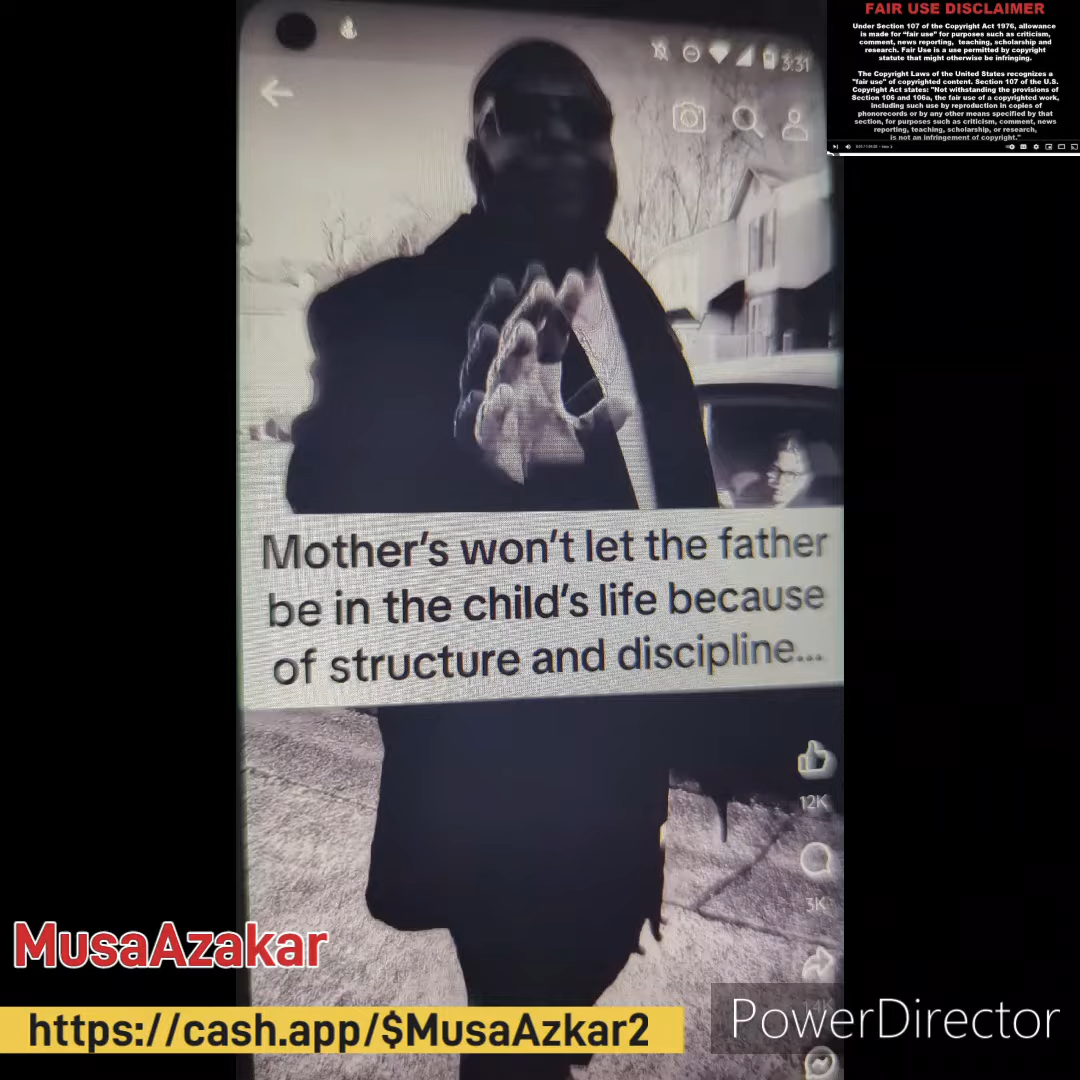 FAIR USE DISCLAIMER
Under Section 107 of the Copyright Act 1976, allowance
is made for "fair use" for purposes such as criticism,
comment, news reporting, teaching, scholarship and
research. Fair Use is a use permitted by copyright
statute that might otherwise be infringing.
The Copyright Laws of the United States recognizes a
"fair use" of copyrighted content. Section 107 of the U.S.
Copyright Act states: "Not withstanding the provisions of
Section 106 and 106a, the fair use of a copyrighted work,
including such use by reproduction in copies of
phonorecords or by any other means specified by that
section, for purposes such as criticism, comment, news
reporting, teaching, scholarship, or research,
is not an infringement of copyright."
3:31
Mother's won't let the father
be in the child's life because
of structure and discipline...
12K
3K
14K
MusaAzakar
https://cash.app/$MusaAzkar2
PowerDirector